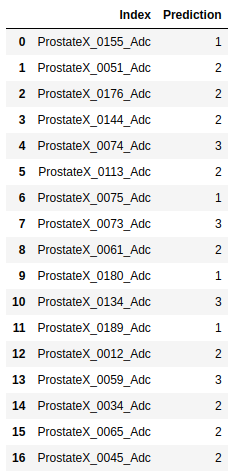 Index Prediction
0 ProstateX_0155_Adc 1
1 ProstateX_0051_Adc 2
2 ProstateX_0176_Adc 2
3 ProstateX_0144_Adc 2
4 ProstateX_0074_Adc 3
5 ProstateX_0113_Adc 2
6 ProstateX_0075_Adc 1
7 ProstateX_0073_Adc 3
8 ProstateX_0061_Adc 2
9 ProstateX_0180_Adc 1
10 ProstateX_0134_Adc 3
11 ProstateX_0189_Adc 1
12 ProstateX_0012_Adc 2
13 ProstateX_0059_Adc 3
14 ProstateX_0034_Adc 2
15 ProstateX_0065_Adc 2
16 ProstateX_0045_Adc 2